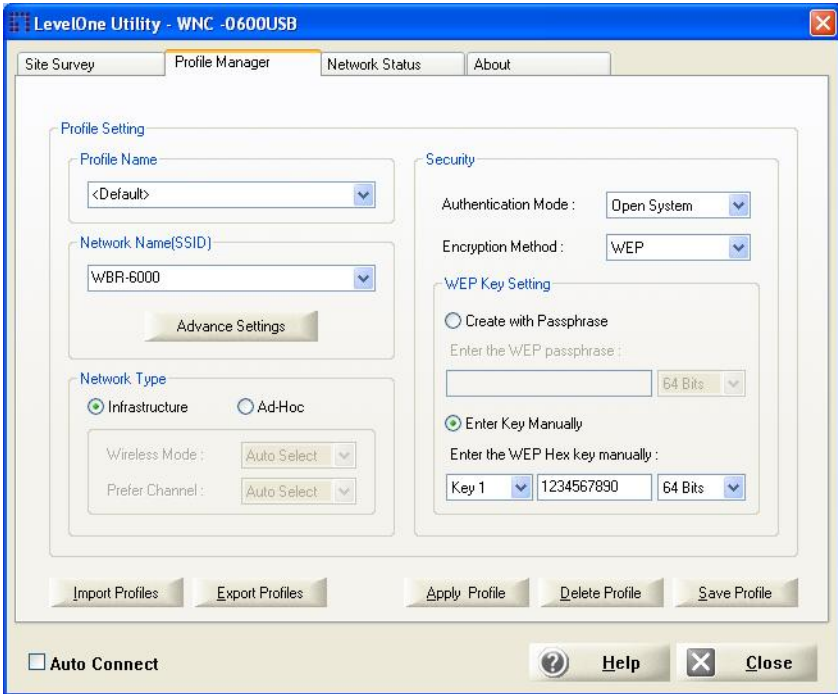 LevelOne Utility - WNC -0600USB
Site Survey
Profile Manager
Network Status
About
Profile Setting
Profile Name
<Default>
Network Name(SSID)
WBR-6000
Advance Settings
Network Type
Infrastructure
Ad-Hoc
Wireless Mode :
Auto Select
Prefer Channel :
Auto Select
Security
Authentication Mode :
Open System
Encryption Method :
WEP
WEP Key Setting
Create with Passphrase
Enter the WEP passphrase :
64 Bits
Enter Key Manually
Enter the WEP Hex key manually :
Key 1
1234567890
64 Bits
Import Profiles
Export Profiles
Apply Profile
Delete Profile
Save Profile
Auto Connect
Help
Close